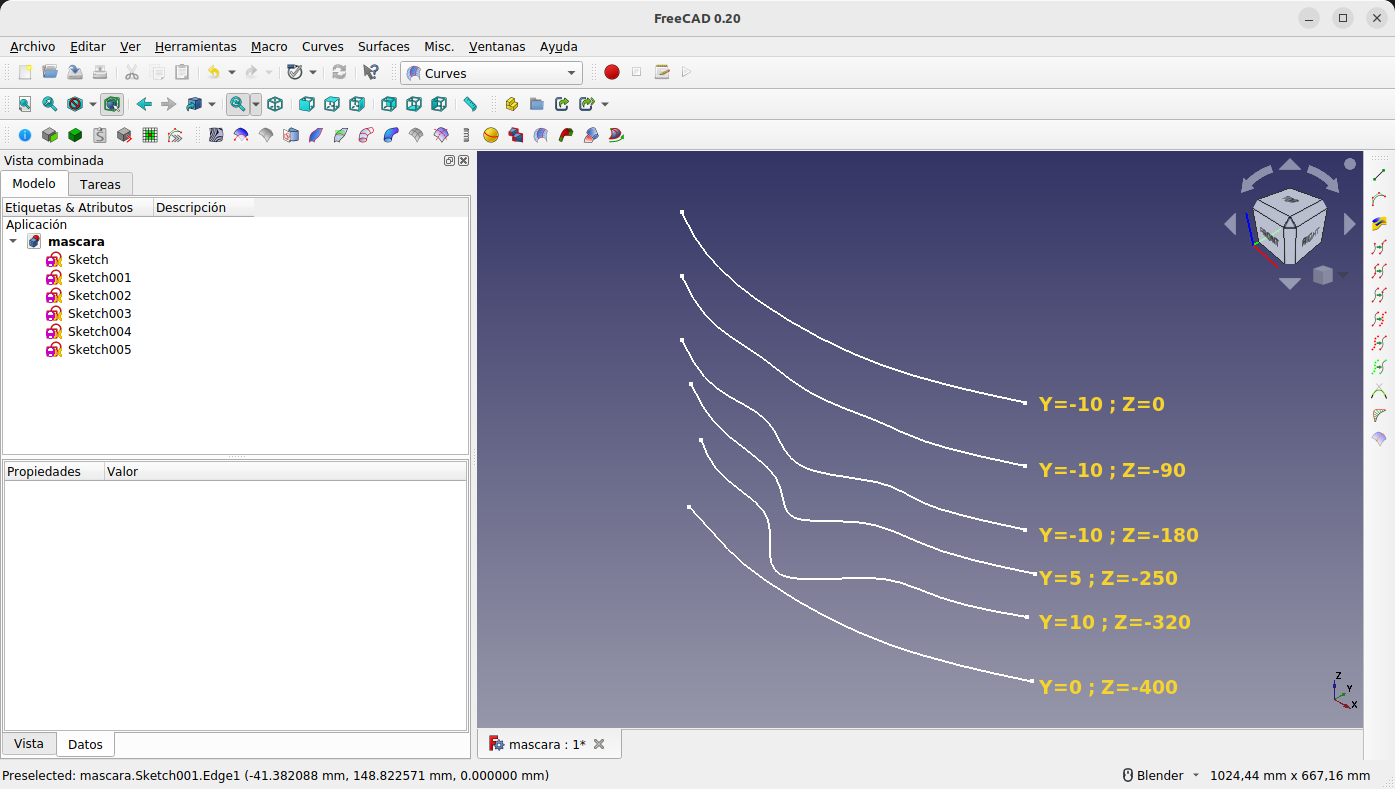 FreeCAD 0.20
Archivo Editar Ver Herramientas Macro Curves Surfaces Misc. Ventanas Ayuda
Curves
Vista combinada
Modelo Tareas
Etiquetas & Atributos Descripción
Aplicación
mascara
Sketch
Sketch001
Sketch002
Sketch003
Sketch004
Sketch005
Propiedades Valor
Vista Datos
FRONT RIGHT
Y=-10 ; Z=0
Y=-10 ; Z=-90
Y=-10 ; Z=-180
Y=5 ; Z=-250
Y=10 ; Z=-320
Y=0 ; Z=-400
Z
Y
X
mascara : 1*
Preselected: mascara.Sketch001.Edge1 (-41.382088 mm, 148.822571 mm, 0.000000 mm) Blender 1024,44 mm x 667,16 mm